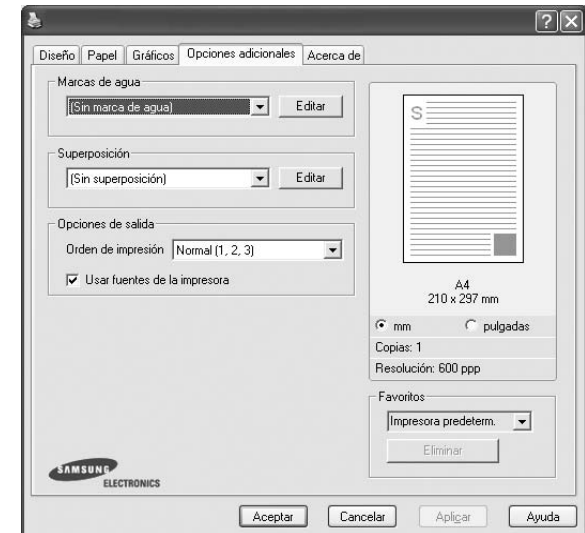 Diseño Papel Gráficos Opciones adicionales Acerca de
Marcas de agua
(Sin marca de agua) Editar
Superposición
(Sin superposición) Editar
Opciones de salida
Orden de impresión Normal (1, 2, 3)
Usar fuentes de la impresora
S
A4
210 x 297 mm
mm pulgadas
Copias: 1
Resolución: 600 ppp
Favoritos
Impresora predeterm.
Eliminar
SAMSUNG
ELECTRONICS
Aceptar Cancelar Aplicar Ayuda